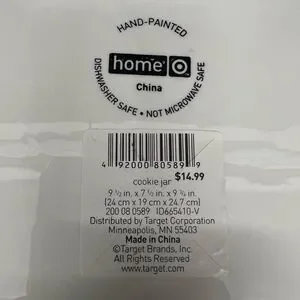 HAND-PAINTED
home
China
DISHWASHER SAFE • NOT MICROWAVE SAFE
4 92000 80589 9
cookie jar $14.99
9 1/2 in. x 7 1/2 in. x 9 3/4 in.
(24 cm x 19 cm x 24.7 cm)
200 08 0589 ID665410-V
Distributed by Target Corporation
Minneapolis, MN 55403
Made in China
©Target Brands, Inc.
All Rights Reserved
www.target.com